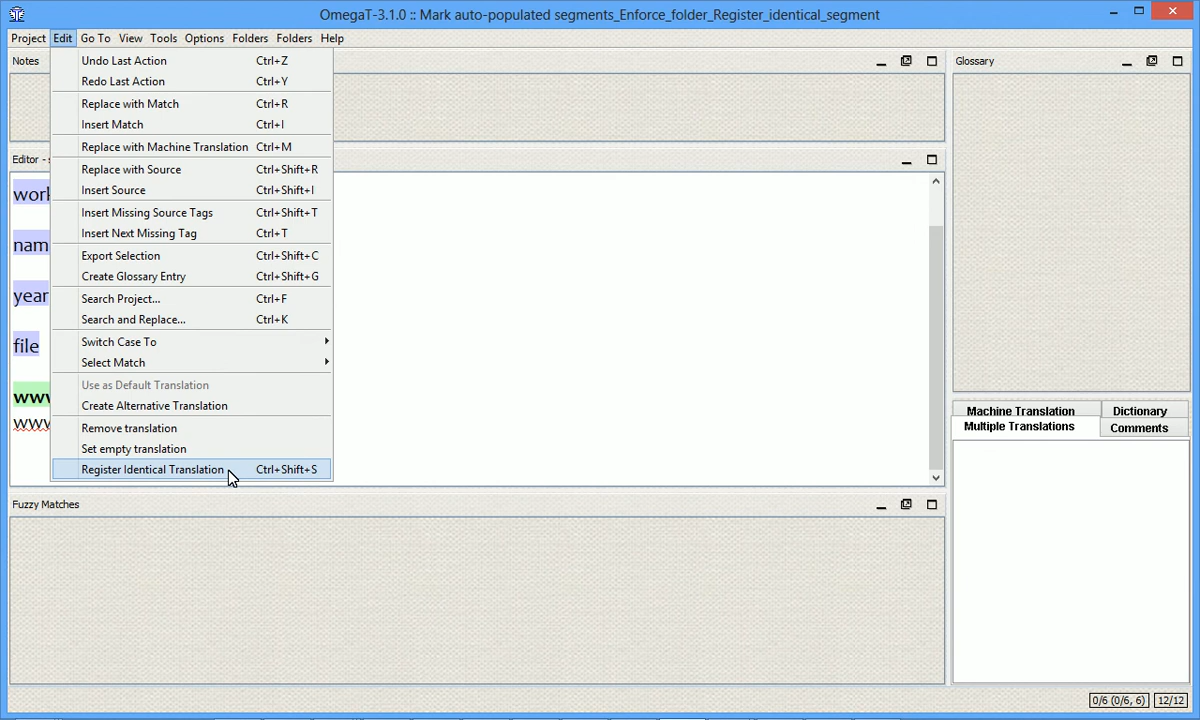 OmegaT-3.1.0 :: Mark auto-populated segments_Enforce_folder_Register_identical_segment
Project Edit Go To View Tools Options Folders Folders Help
Notes
Glossary
Undo Last Action Ctrl+Z
Redo Last Action Ctrl+Y
Replace with Match Ctrl+R
Insert Match Ctrl+I
Replace with Machine Translation Ctrl+M
Replace with Source Ctrl+Shift+R
Insert Source Ctrl+Shift+I
Insert Missing Source Tags Ctrl+Shift+T
Insert Next Missing Tag Ctrl+T
Export Selection Ctrl+Shift+C
Create Glossary Entry Ctrl+Shift+G
Search Project... Ctrl+F
Search and Replace... Ctrl+K
Switch Case To
Select Match
Use as Default Translation
Create Alternative Translation
Remove translation
Set empty translation
Register Identical Translation Ctrl+Shift+S
Editor -
year
file
Machine Translation Dictionary
Multiple Translations Comments
Fuzzy Matches
0/6 (0/6, 6) 12/12